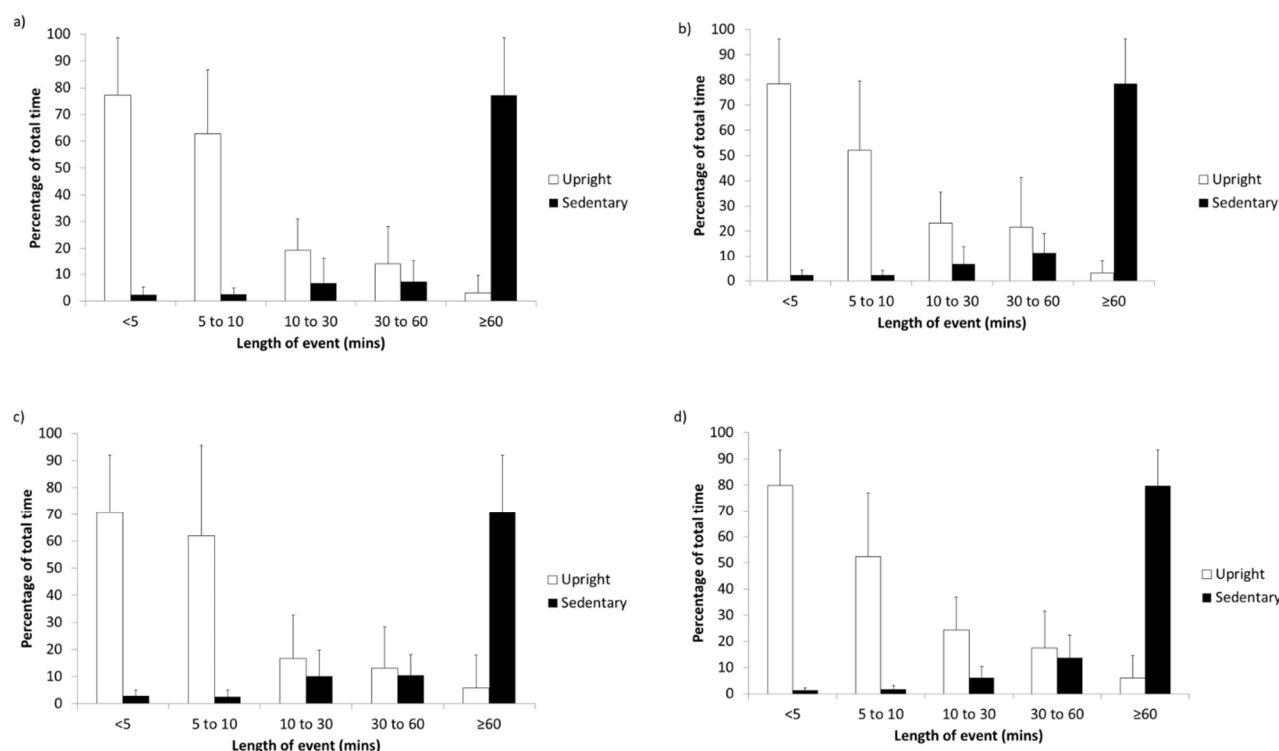 a)
Percentage of total time
100
90
80
70
60
50
40
30
20
10
0
<5 5 to 10 10 to 30 30 to 60 ≥60
Length of event (mins)
Upright
Sedentary
b)
Percentage of total time
100
90
80
70
60
50
40
30
20
10
0
<5 5 to 10 10 to 30 30 to 60 ≥60
Length of event (mins)
Upright
Sedentary
c)
Percentage of total time
100
90
80
70
60
50
40
30
20
10
0
<5 5 to 10 10 to 30 30 to 60 ≥60
Length of event (mins)
Upright
Sedentary
d)
Percentage of total time
100
90
80
70
60
50
40
30
20
10
0
<5 5 to 10 10 to 30 30 to 60 ≥60
Length of event (mins)
Upright
Sedentary